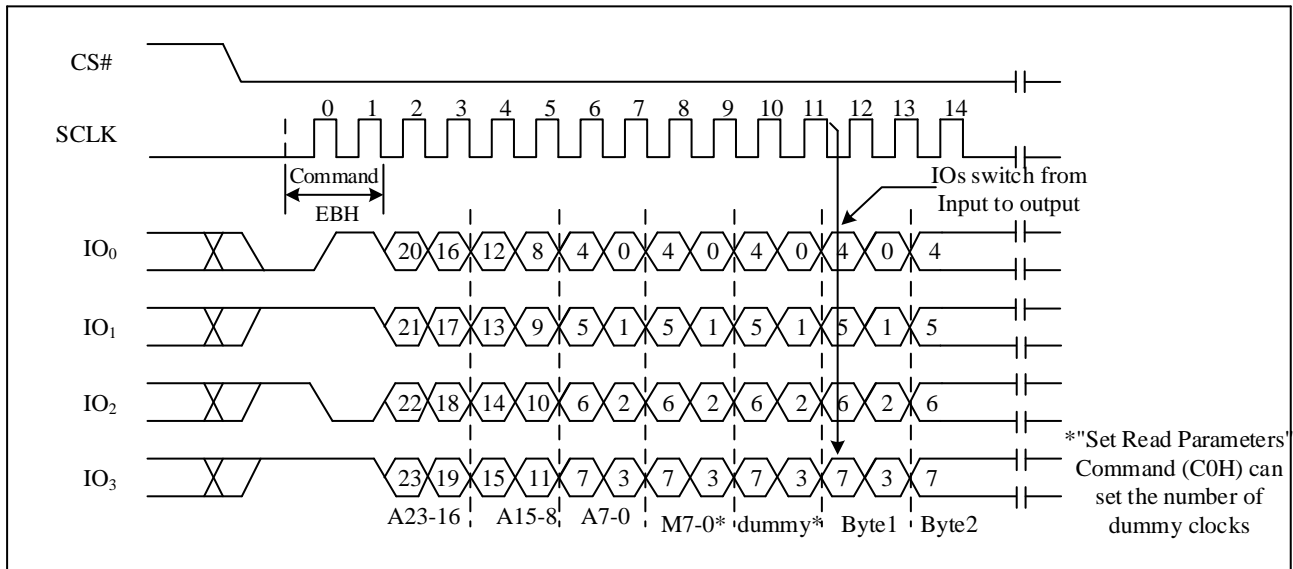 CS#
0 1 2 3 4 5 6 7 8 9 10 11 12 13 14
SCLK
Command
EBH
IOs switch from
Input to output
IO0 20 16 12 8 4 0 4 0 4 0 4 0 4
IO1 21 17 13 9 5 1 5 1 5 1 5 1 5
IO2 22 18 14 10 6 2 6 2 6 2 6 2 6
IO3 23 19 15 11 7 3 7 3 7 3 7 3 7
A23-16 A15-8 A7-0 M7-0* dummy* Byte1 Byte2
*"Set Read Parameters"
Command (C0H) can
set the number of
dummy clocks